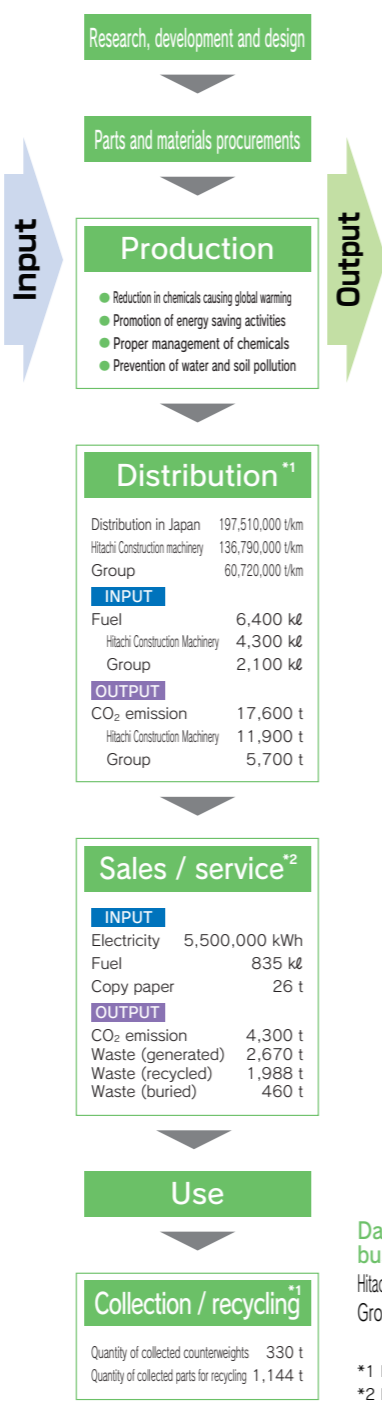 Research, development and design
Parts and materials procurements
Input
Output
Production
● Reduction in chemicals causing global warming
● Promotion of energy saving activities
● Proper management of chemicals
● Prevention of water and soil pollution
Distribution *1
Distribution in Japan 197,510,000 t/km
Hitachi Construction machinery 136,790,000 t/km
Group 60,720,000 t/km
INPUT
Fuel 6,400 kℓ
Hitachi Construction Machinery 4,300 kℓ
Group 2,100 kℓ
OUTPUT
CO₂ emission 17,600 t
Hitachi Construction Machinery 11,900 t
Group 5,700 t
Sales / service*2
INPUT
Electricity 5,500,000 kWh
Fuel 835 kℓ
Copy paper 26 t
OUTPUT
CO₂ emission 4,300 t
Waste (generated) 2,670 t
Waste (recycled) 1,988 t
Waste (buried) 460 t
Use
Collection / recycling*1
Quantity of collected counterweights 330 t
Quantity of collected parts for recycling 1,144 t
*1
*2